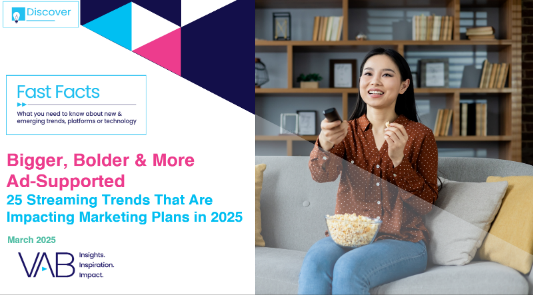 Discover
Fast Facts
What you need to know about new &
emerging trends, platforms or technology
Bigger, Bolder & More
Ad-Supported
25 Streaming Trends That Are
Impacting Marketing Plans in 2025
March 2025
VAB
Insights.
Inspiration.
Impact.